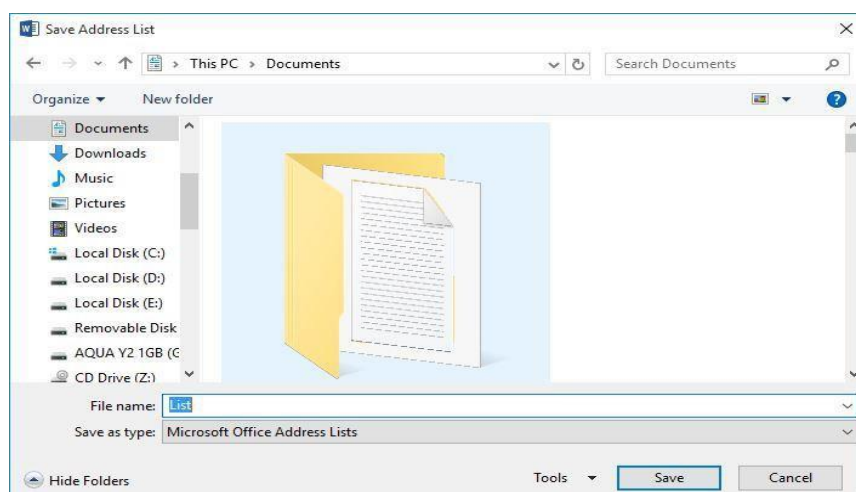 Save Address List
This PC > Documents
Search Documents
Organize
New folder
Documents
Downloads
Music
Pictures
Videos
Local Disk (C:)
Local Disk (D:)
Local Disk (E:)
Removable Disk
AQUA Y2 1GB (G
CD Drive (Z:)
File name: List
Save as type: Microsoft Office Address Lists
Hide Folders
Tools
Save
Cancel